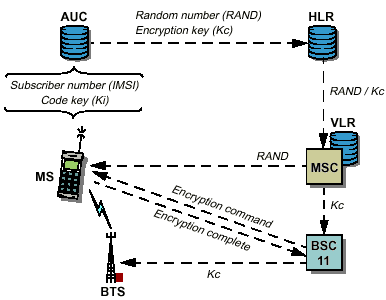 AUC
Random number (RAND)
Encryption key (Kc)
HLR
Subscriber number (IMSI)
Code key (Ki)
RAND / Kc
VLR
MS
RAND
MSC
Encryption command
Encryption complete
Kc
BSC
11
Kc
BTS